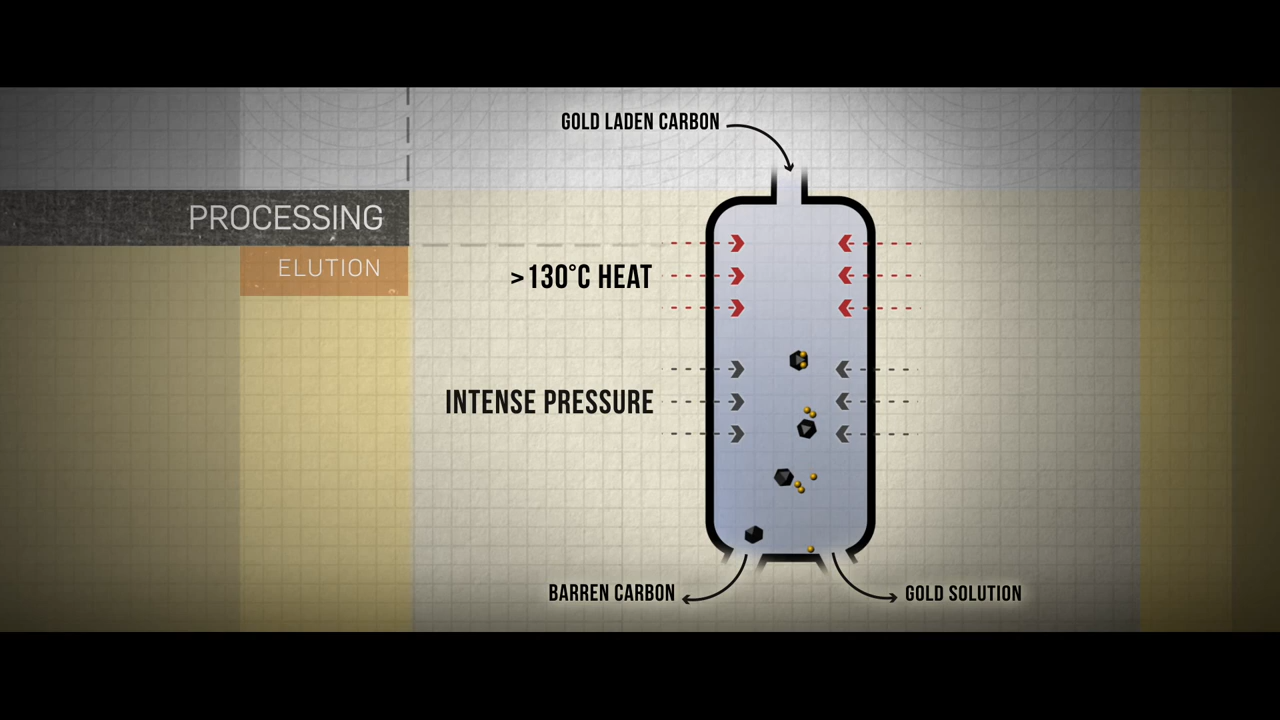 GOLD LADEN CARBON
PROCESSING
ELUTION
>130°C HEAT
INTENSE PRESSURE
BARREN CARBON
GOLD SOLUTION